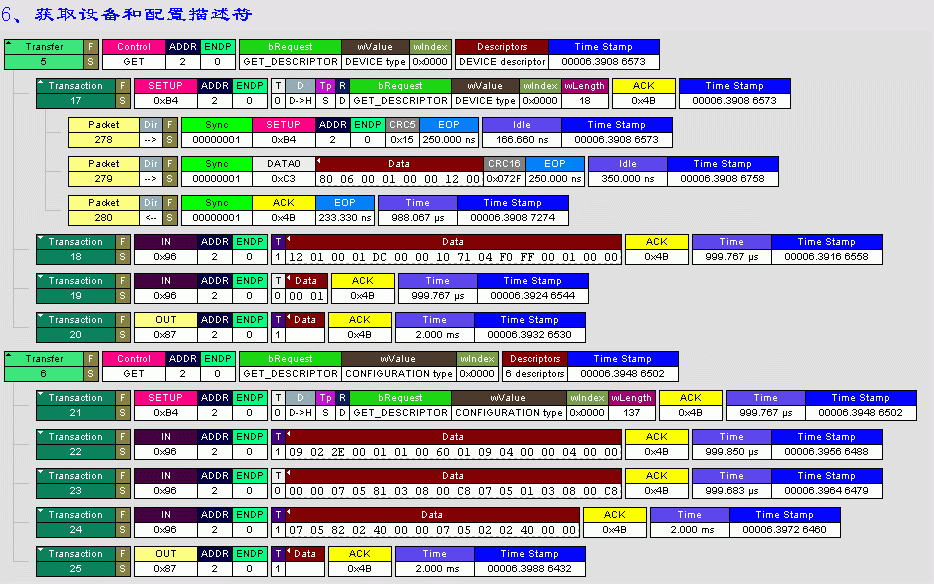 6、获取设备和配置描述符
Transfer F Control ADDR ENDP bRequest wValue wIndex Descriptors Time Stamp
5 S GET 2 0 GET_DESCRIPTOR DEVICE type 0x0000 DEVICE descriptor 00006.3908 6573
Transaction F SETUP ADDR ENDP T D Tp R bRequest wValue wIndex wLength ACK Time Stamp
17 S 0xB4 2 0 0 D->H S D GET_DESCRIPTOR DEVICE type 0x0000 18 0x4B 00006.3908 6573
Packet Dir F Sync SETUP ADDR ENDP CRC5 EOP Idle Time Stamp
278 --> S 00000001 0xB4 2 0 0x15 250.000 ns 166.660 ns 00006.3908 6573
Packet Dir F Sync DATA0 Data CRC16 EOP Idle Time Stamp
279 --> S 00000001 0xC3 80 06 00 01 00 00 12 00 0x072F 250.000 ns 350.000 ns 00006.3908 6758
Packet Dir F Sync ACK EOP Time Time Stamp
280 <-- S 00000001 0x4B 233.330 ns 988.067 µs 00006.3908 7274
Transaction F IN ADDR ENDP T Data ACK Time Time Stamp
18 S 0x96 2 0 1 12 01 00 01 DC 00 00 10 71 04 F0 FF 00 01 00 00 0x4B 999.767 µs 00006.3916 6558
Transaction F IN ADDR ENDP T Data ACK Time Time Stamp
19 S 0x96 2 0 0 00 01 0x4B 999.767 µs 00006.3924 6544
Transaction F OUT ADDR ENDP T Data ACK Time Time Stamp
20 S 0x87 2 0 1 0x4B 2.000 ms 00006.3932 6530
Transfer F Control ADDR ENDP bRequest wValue wIndex Descriptors Time Stamp
6 S GET 2 0 GET_DESCRIPTOR CONFIGURATION type 0x0000 6 descriptors 00006.3948 6502
Transaction F SETUP ADDR ENDP T D Tp R bRequest wValue wIndex wLength ACK Time Time Stamp
21 S 0xB4 2 0 0 D->H S D GET_DESCRIPTOR CONFIGURATION type 0x0000 137 0x4B 999.767 µs 00006.3948 6502
Transaction F IN ADDR ENDP T Data ACK Time Time Stamp
22 S 0x96 2 0 1 09 02 2E 00 01 01 00 60 01 09 04 00 00 04 00 00 0x4B 999.850 µs 00006.3956 6488
Transaction F IN ADDR ENDP T Data ACK Time Time Stamp
23 S 0x96 2 0 0 00 00 07 05 81 03 08 00 C8 07 05 01 03 08 00 C8 0x4B 999.683 µs 00006.3964 6479
Transaction F IN ADDR ENDP T Data ACK Time Time Stamp
24 S 0x96 2 0 1 07 05 82 02 40 00 00 07 05 02 02 40 00 00 0x4B 2.000 ms 00006.3972 6460
Transaction F OUT ADDR ENDP T Data ACK Time Time Stamp
25 S 0x87 2 0 1 0x4B 2.000 ms 00006.3988 6432